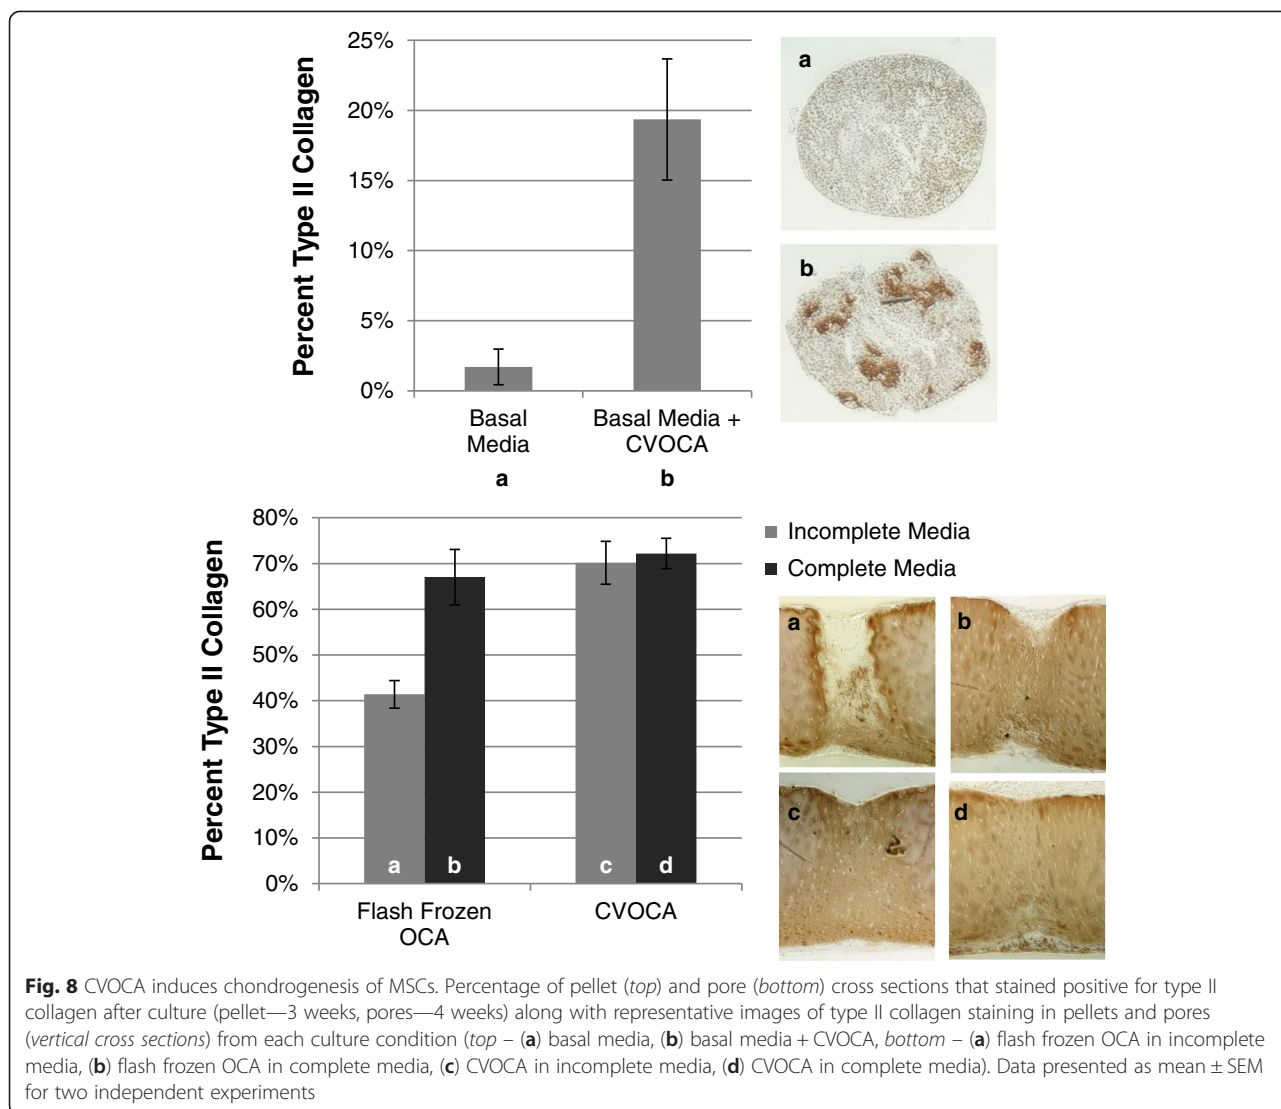 Percent Type II Collagen
25%
20%
15%
10%
5%
0%
Basal
Media
a
Basal Media +
CVOCA
b
a
b
Percent Type II Collagen
80%
70%
60%
50%
40%
30%
20%
10%
0%
a
b
c
d
Flash Frozen
OCA
CVOCA
Incomplete Media
Complete Media
a
b
c
d
Fig. 8 CVOCA induces chondrogenesis of MSCs. Percentage of pellet (top) and pore (bottom) cross sections that stained positive for type II
collagen after culture (pellet—3 weeks, pores—4 weeks) along with representative images of type II collagen staining in pellets and pores
(vertical cross sections) from each culture condition (top – (a) basal media, (b) basal media + CVOCA, bottom – (a) flash frozen OCA in incomplete
media, (b) flash frozen OCA in complete media, (c) CVOCA in incomplete media, (d) CVOCA in complete media). Data presented as mean ± SEM
for two independent experiments